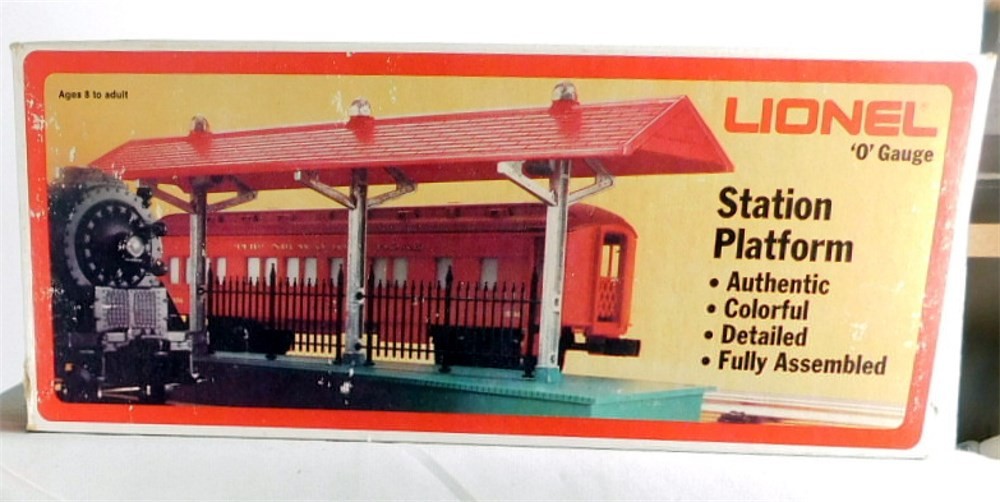 Ages 8 to adult
LIONEL
'O' Gauge
Station
Platform
• Authentic
• Colorful
• Detailed
• Fully Assembled